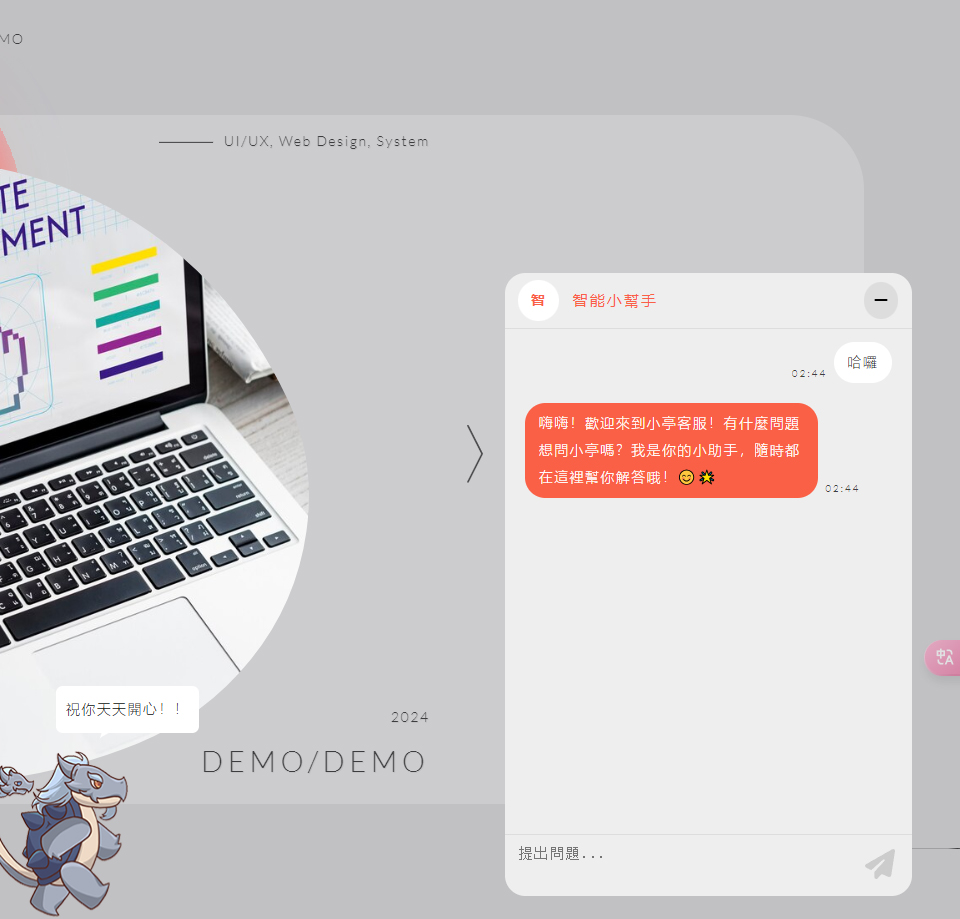 MO
UI/UX, Web Design, System
TE
MENT
智
智能小幫手
哈囉
02:44
嗨嗨！歡迎來到小亭客服！有什麼問題
想問小亭嗎？我是你的小助手，隨時都
在這裡幫你解答哦！😊🌟
02:44
祝你天天開心！！
2024
DEMO/DEMO
提出問題...
中A